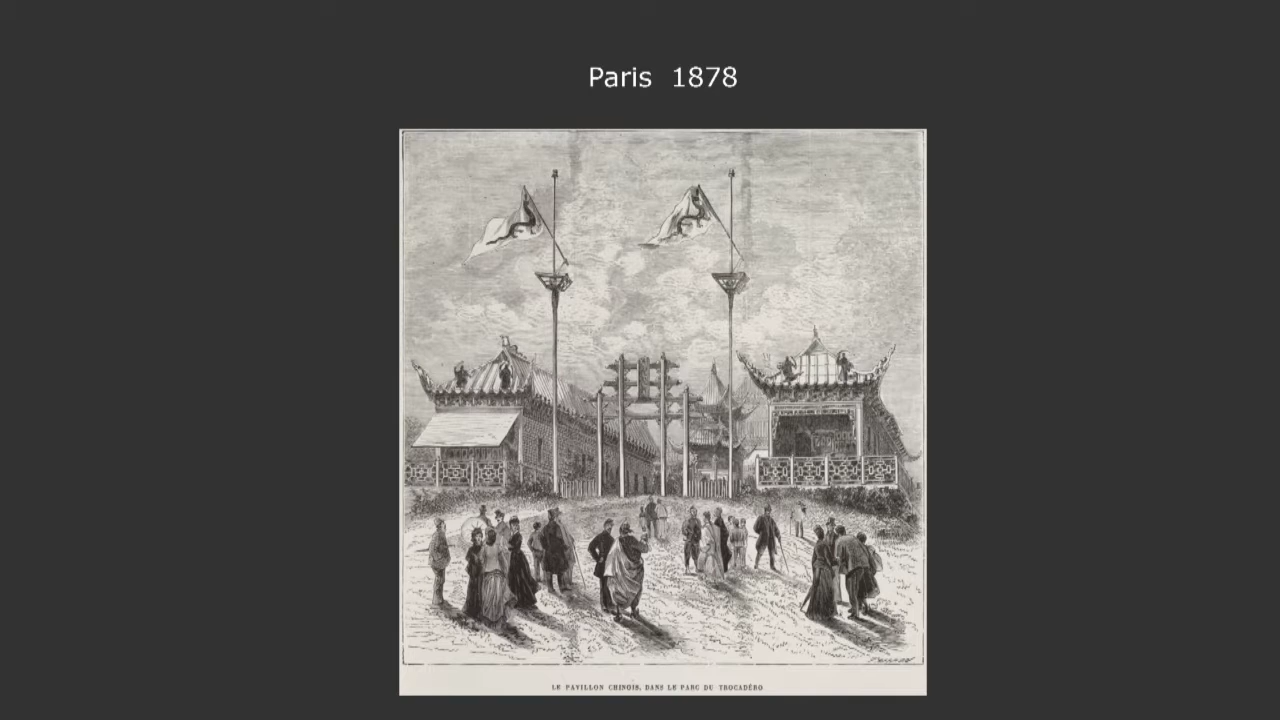 Paris 1878
LE PAVILLON CHINOIS, DANS LE PARC DU TROCADÉRO